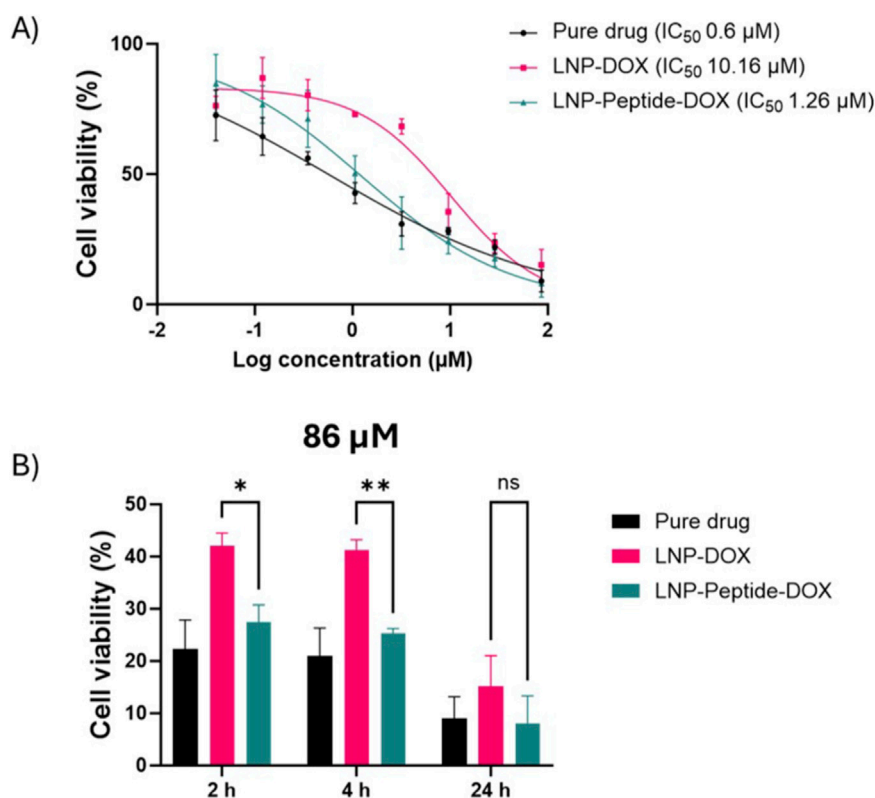 A)
Pure drug (IC50 0.6 µM)
LNP-DOX (IC50 10.16 µM)
LNP-Peptide-DOX (IC50 1.26 µM)
Cell viability (%)
100
50
0
-2
-1
0
1
2
Log concentration (µM)
86 µM
B)
Cell viability (%)
50
40
30
20
10
0
*
**
ns
2 h
4 h
24 h
Pure drug
LNP-DOX
LNP-Peptide-DOX